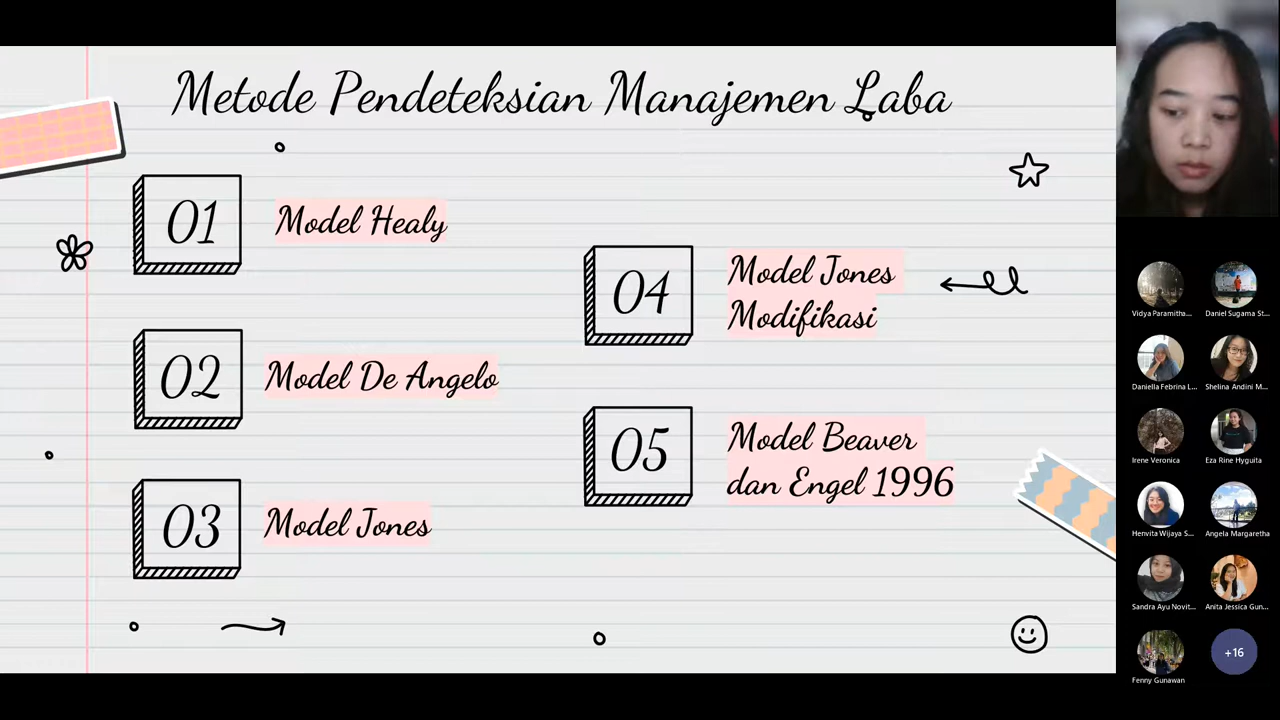 Metode Pendeteksian Manajemen Laba
01
Model Healy
02
Model De Angelo
03
Model Jones
04
Model Jones
Modifikasi
05
Model Beaver
dan Engel 1996
Vidya Paramitha...
Daniel Sugama St...
Daniella Febrina L...
Shelina Andini M...
Irene Veronica
Eza Rine Hyguita
Henvita Wijaya S...
Angela Margaretha
Sandra Ayu Novit...
Anita Jessica Gun...
Fenny Gunawan
+16